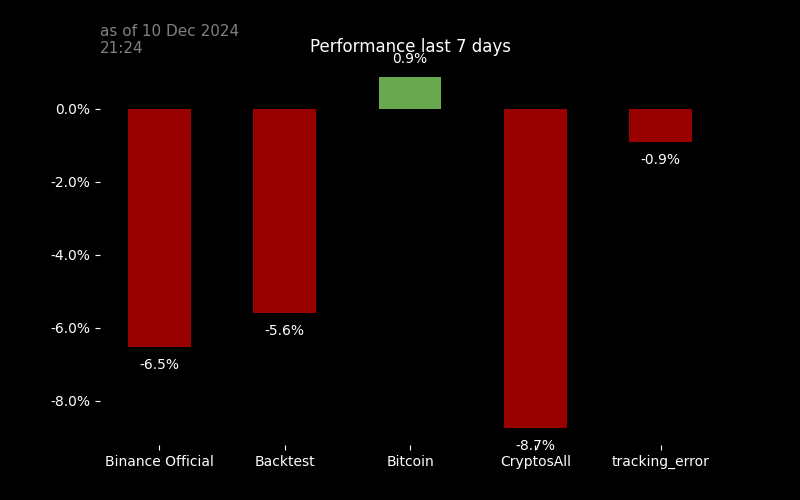 as of 10 Dec 2024
21:24
Performance last 7 days
0.9%
0.0%
-2.0%
-0.9%
-4.0%
-6.0%
-5.6%
-6.5%
-8.0%
-8.7%
Binance Official
Backtest
Bitcoin
CryptosAll
tracking_error